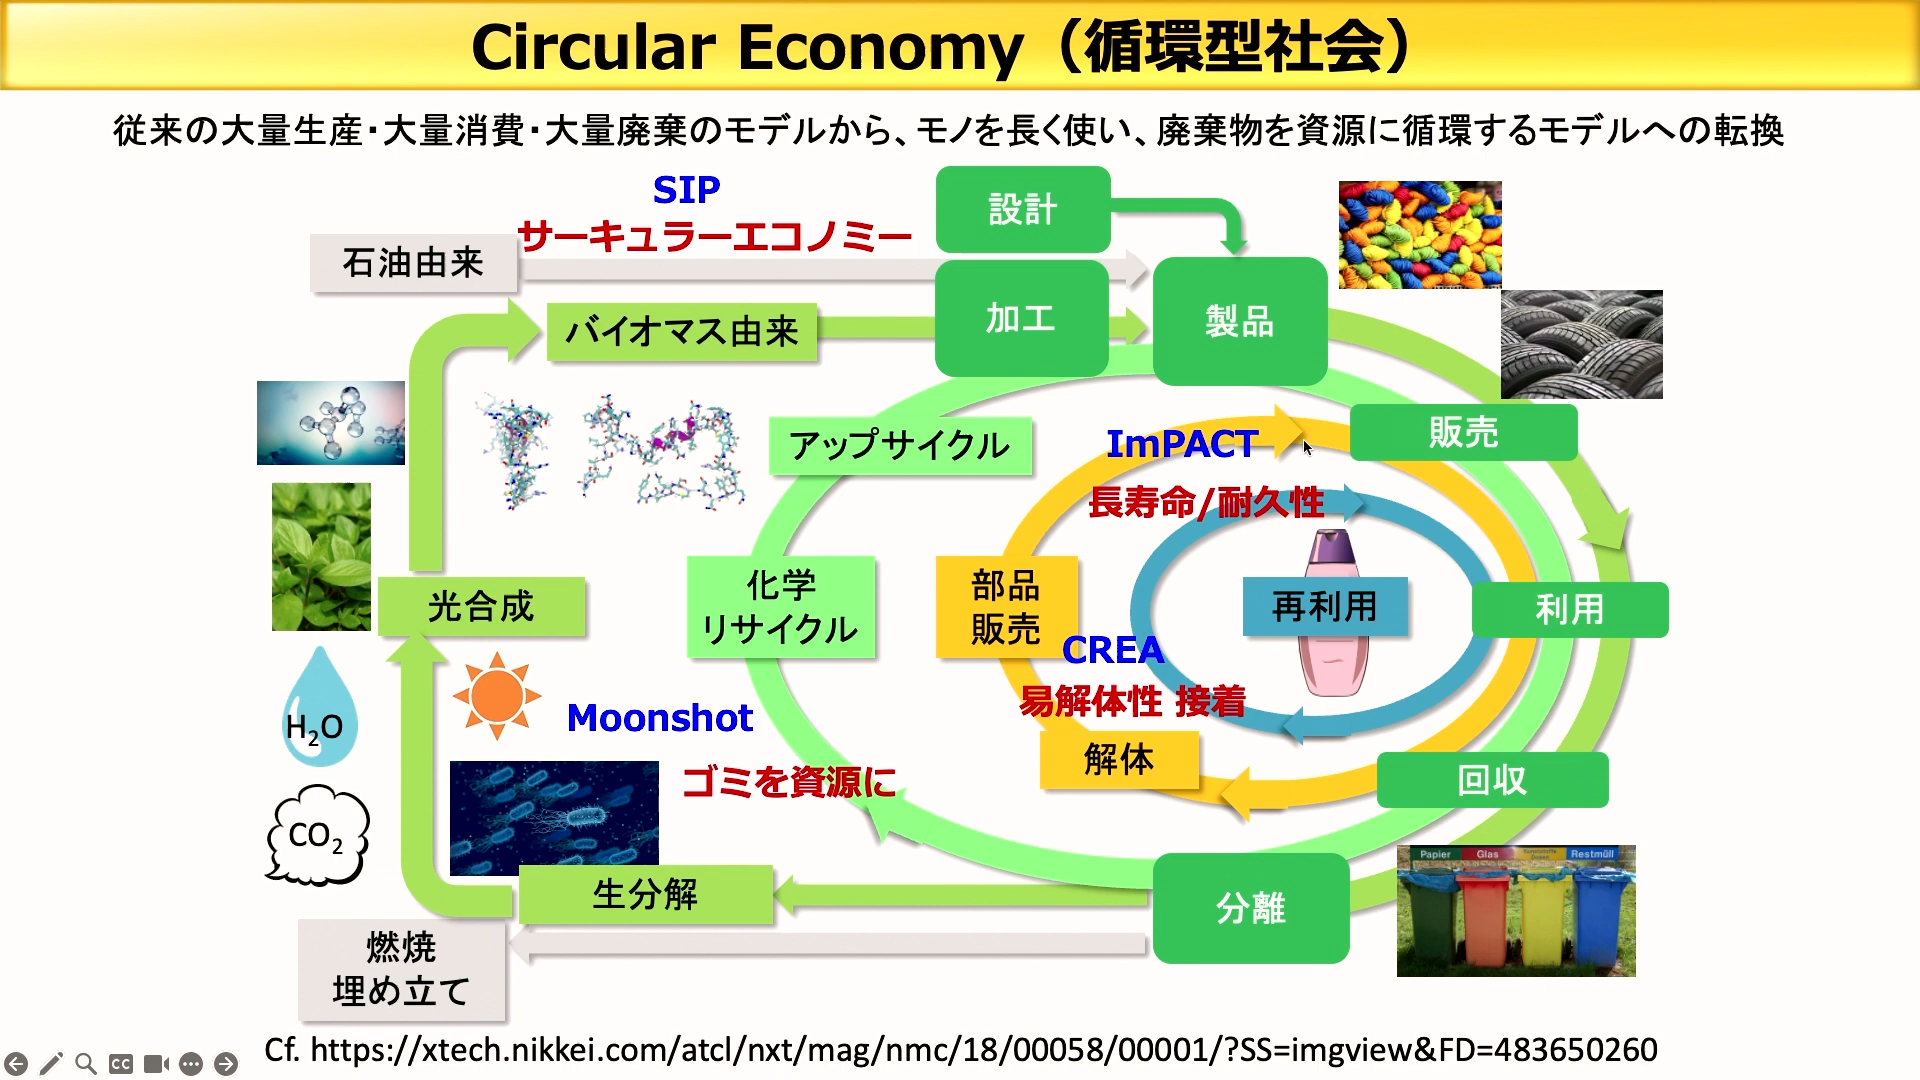 Circular Economy（循環型社会）
従来の大量生産・大量消費・大量廃棄のモデルから、モノを長く使い、廃棄物を資源に循環するモデルへの転換
SIP
サーキュラーエコノミー
設計
石油由来
加工
製品
バイオマス由来
アップサイクル
ImPACT
販売
長寿命/耐久性
化学
リサイクル
部品
販売
再利用
利用
光合成
CREA
易解体性 接着
H₂O
Moonshot
解体
ゴミを資源に
回収
CO₂
Papier
Glas
Restmüll
生分解
分離
燃焼
埋め立て
Cf. https://xtech.nikkei.com/atcl/nxt/mag/nmc/18/00058/00001/?SS=imgview&FD=483650260
CC